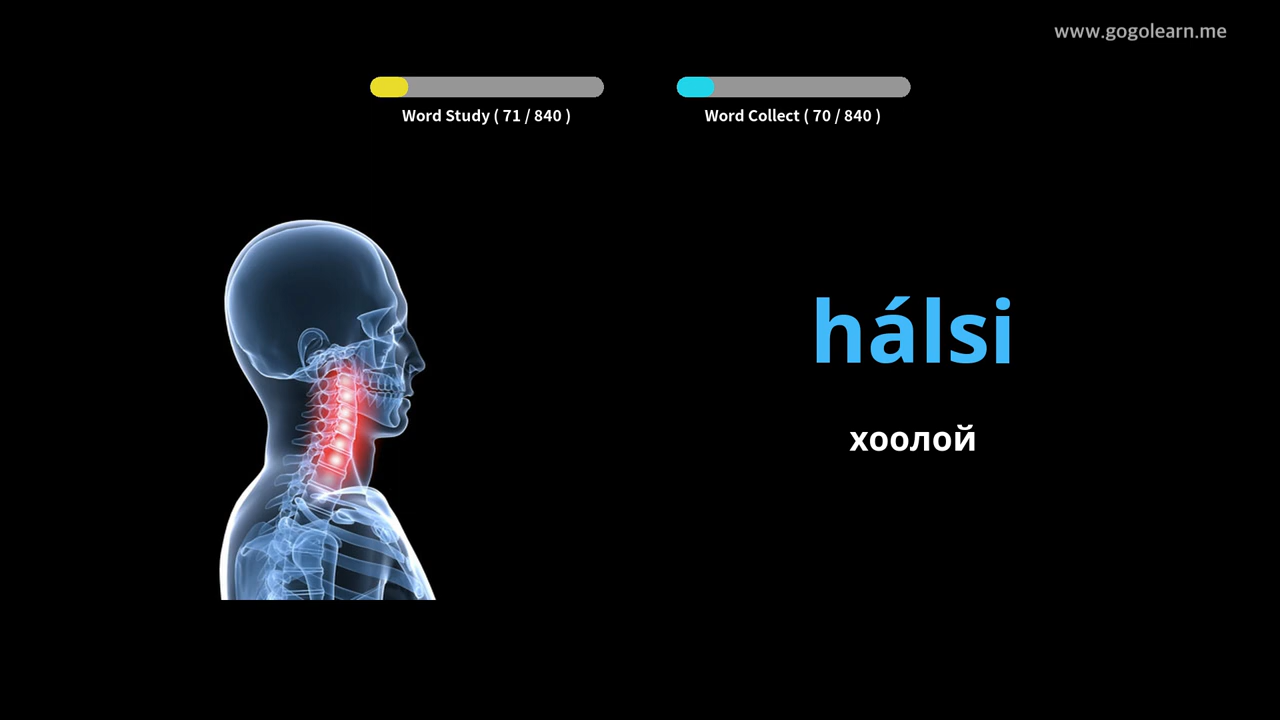 www.gogolearn.me
Word Study ( 71 / 840 )
Word Collect ( 70 / 840 )
hálsi
хоолой